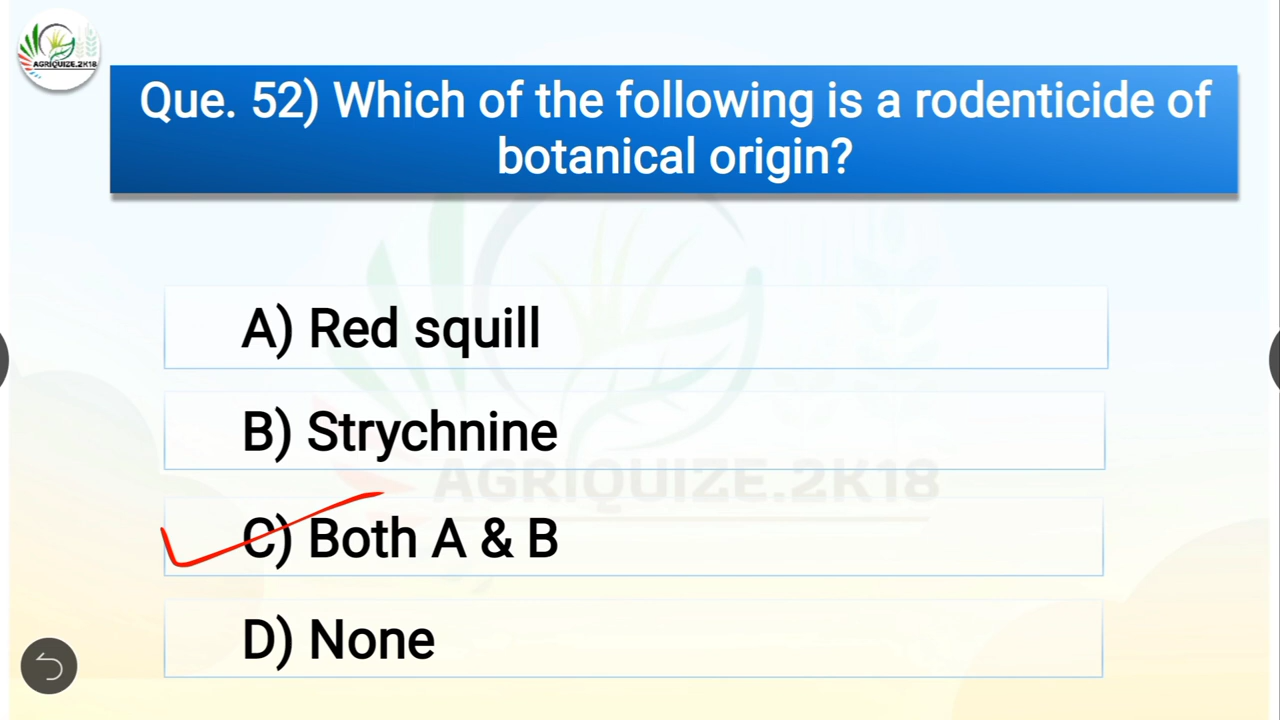 AGRIQUIZE.2K18
Que. 52) Which of the following is a rodenticide of
botanical origin?
A) Red squill
B) Strychnine
AGRIQUIZE.2K18
C) Both A & B
D) None